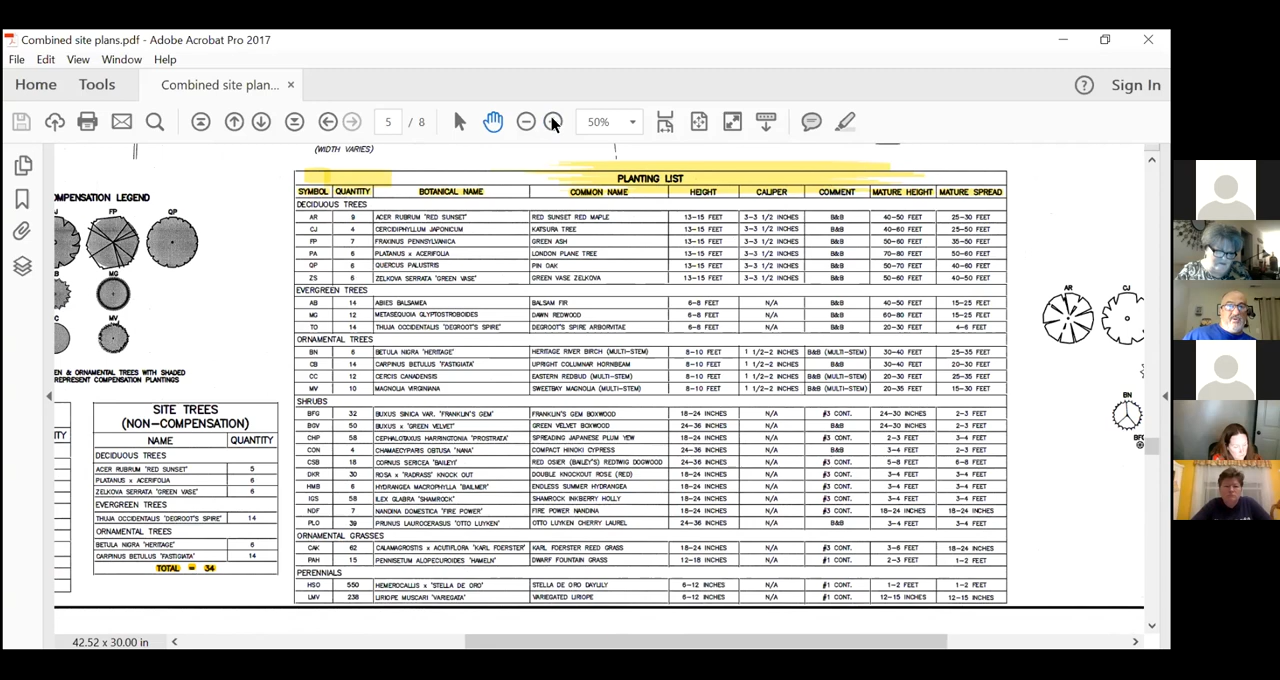 Combined site plans.pdf - Adobe Acrobat Pro 2017
File Edit View Window Help
Home Tools Combined site plan... × Sign In
5 / 8 50%
(WIDTH VARIES)
OMPENSATION LEGEND
J FP QP
B MG
C MV
EN & ORNAMENTAL TREES WITH SHADED
REPRESENT COMPENSATION PLANTINGS
ITY
SITE TREES
(NON-COMPENSATION)
NAME QUANTITY
DECIDUOUS TREES
ACER RUBRUM 'RED SUNSET' 5
PLATANUS x ACERIFOLIA 6
ZELKOVA SERRATA 'GREEN VASE' 6
EVERGREEN TREES
THUJA OCCIDENTALIS 'DEGROOT'S SPIRE' 14
ORNAMENTAL TREES
BETULA NIGRA 'HERITAGE' 6
CARPINUS BETULUS 'FASTIGIATA' 14
TOTAL = 34
PLANTING LIST
SYMBOL QUANTITY BOTANICAL NAME COMMON NAME HEIGHT CALIPER COMMENT MATURE HEIGHT MATURE SPREAD
DECIDUOUS TREES
AR 9 ACER RUBRUM 'RED SUNSET' RED SUNSET RED MAPLE 13-15 FEET 3-3 1/2 INCHES B&B 40-50 FEET 25-30 FEET
CJ 4 CERCIDIPHYLLUM JAPONICUM KATSURA TREE 13-15 FEET 3-3 1/2 INCHES B&B 40-60 FEET 25-50 FEET
FP 7 FRAXINUS PENNSYLVANICA GREEN ASH 13-15 FEET 3-3 1/2 INCHES B&B 50-60 FEET 35-50 FEET
PA 6 PLATANUS x ACERIFOLIA LONDON PLANE TREE 13-15 FEET 3-3 1/2 INCHES B&B 70-80 FEET 50-60 FEET
QP 6 QUERCUS PALUSTRIS PIN OAK 13-15 FEET 3-3 1/2 INCHES B&B 50-70 FEET 40-60 FEET
ZS 6 ZELKOVA SERRATA 'GREEN VASE' GREEN VASE ZELKOVA 13-15 FEET 3-3 1/2 INCHES B&B 50-60 FEET 40-50 FEET
EVERGREEN TREES
AB 14 ABIES BALSAMEA BALSAM FIR 6-8 FEET N/A B&B 40-50 FEET 15-25 FEET
MG 12 METASEQUOIA GLYPTOSTROBOIDES DAWN REDWOOD 6-8 FEET N/A B&B 60-80 FEET 15-25 FEET
TO 14 THUJA OCCIDENTALIS 'DEGROOT'S SPIRE' DEGROOT'S SPIRE ARBORVITAE 6-8 FEET N/A B&B 20-30 FEET 4-6 FEET
ORNAMENTAL TREES
BN 6 BETULA NIGRA 'HERITAGE' HERITAGE RIVER BIRCH (MULTI-STEM) 8-10 FEET 1 1/2-2 INCHES B&B (MULTI-STEM) 30-40 FEET 25-35 FEET
CB 14 CARPINUS BETULUS 'FASTIGIATA' UPRIGHT COLUMNAR HORNBEAM 8-10 FEET 1 1/2-2 INCHES B&B 30-40 FEET 20-30 FEET
CC 12 CERCIS CANADENSIS EASTERN REDBUD (MULTI-STEM) 8-10 FEET 1 1/2-2 INCHES B&B (MULTI-STEM) 20-30 FEET 25-35 FEET
MV 10 MAGNOLIA VIRGINIANA SWEETBAY MAGNOLIA (MULTI-STEM) 8-10 FEET 1 1/2-2 INCHES B&B (MULTI-STEM) 20-35 FEET 15-30 FEET
SHRUBS
BFG 32 BUXUS SINICA VAR. 'FRANKLIN'S GEM' FRANKLIN'S GEM BOXWOOD 18-24 INCHES N/A #3 CONT. 24-30 INCHES 2-3 FEET
BGV 50 BUXUS x 'GREEN VELVET' GREEN VELVET BOXWOOD 24-36 INCHES N/A B&B 24-30 INCHES 2-3 FEET
CHP 58 CEPHALOTAXUS HARRINGTONIA 'PROSTRATA' SPREADING JAPANESE PLUM YEW 18-24 INCHES N/A #3 CONT. 2-3 FEET 3-4 FEET
CON 4 CHAMAECYPARIS OBTUSA 'NANA' COMPACT HINOKI CYPRESS 24-36 INCHES N/A B&B 3-4 FEET 2-3 FEET
CSB 18 CORNUS SERICEA 'BAILEYI' RED OSIER (BAILEY'S) REDTWIG DOGWOOD 24-36 INCHES N/A #3 CONT. 5-8 FEET 6-8 FEET
DKR 30 ROSA x 'RADRASS' KNOCK OUT DOUBLE KNOCKOUT ROSE (RED) 18-24 INCHES N/A #3 CONT. 3-4 FEET 3-4 FEET
HMB 6 HYDRANGEA MACROPHYLLA 'BAILMER' ENDLESS SUMMER HYDRANGEA 18-24 INCHES N/A #3 CONT. 3-4 FEET 3-4 FEET
IGS 58 ILEX GLABRA 'SHAMROCK' SHAMROCK INKBERRY HOLLY 18-24 INCHES N/A #3 CONT. 3-4 FEET 3-4 FEET
NDF 7 NANDINA DOMESTICA 'FIRE POWER' FIRE POWER NANDINA 18-24 INCHES N/A #3 CONT. 18-24 INCHES 18-24 INCHES
PLO 39 PRUNUS LAUROCERASUS 'OTTO LUYKEN' OTTO LUYKEN CHERRY LAUREL 24-36 INCHES N/A B&B 3-4 FEET 3-4 FEET
ORNAMENTAL GRASSES
CAK 62 CALAMAGROSTIS x ACUTIFLORA 'KARL FOERSTER' KARL FOERSTER REED GRASS 18-24 INCHES N/A #3 CONT. 3-6 FEET 18-24 INCHES
PAH 15 PENNISETUM ALOPECUROIDES 'HAMELN' DWARF FOUNTAIN GRASS 12-18 INCHES N/A #1 CONT. 2-3 FEET 1-2 FEET
PERENNIALS
HSO 550 HEMEROCALLIS x 'STELLA DE ORO' STELLA DE ORO DAYLILY 6-12 INCHES N/A #1 CONT. 1-2 FEET 1-2 FEET
LMV 238 LIRIOPE MUSCARI 'VARIEGATA' VARIEGATED LIRIOPE 6-12 INCHES N/A #1 CONT. 12-15 INCHES 12-15 INCHES
AR CJ
BN
BFG
42.52 x 30.00 in